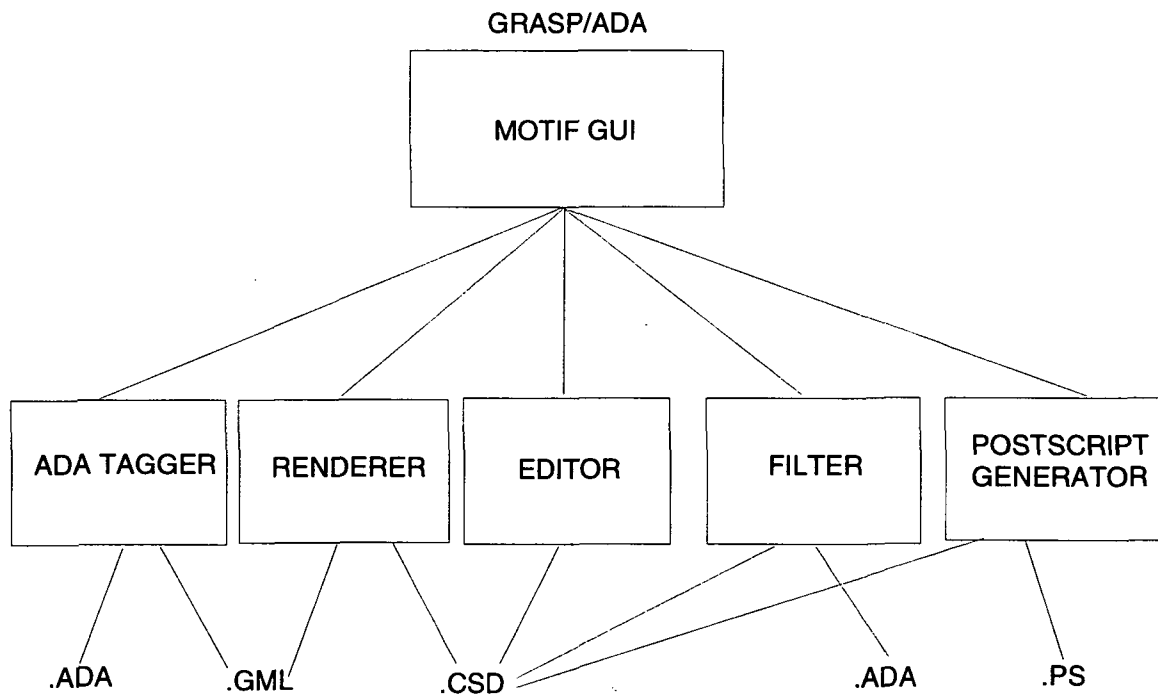 GRASP/ADA
MOTIF GUI
ADA TAGGER
RENDERER
EDITOR
FILTER
POSTSCRIPT
GENERATOR
.ADA
.GML
.CSD
.ADA
.PS